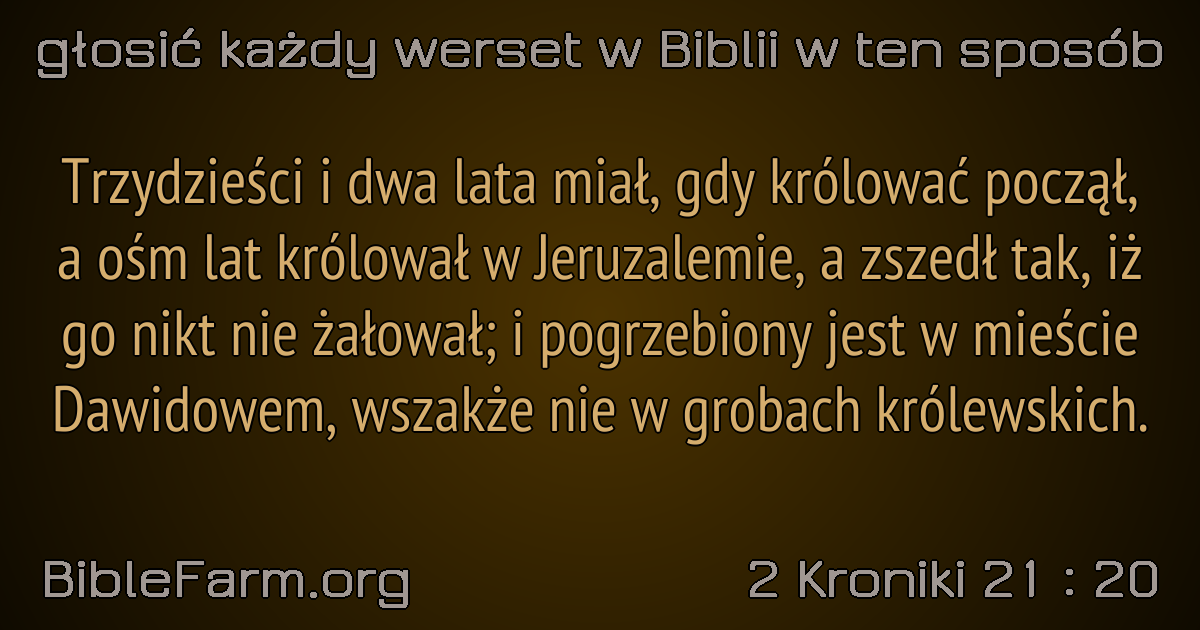 głosić każdy werset w Biblii w ten sposób
Trzydzieści i dwa lata miał, gdy królować począł,
a ośm lat królował w Jeruzalemie, a zszedł tak, iż
go nikt nie żałował; i pogrzebiony jest w mieście
Dawidowem, wszakże nie w grobach królewskich.
BibleFarm.org
2 Kroniki 21 : 20